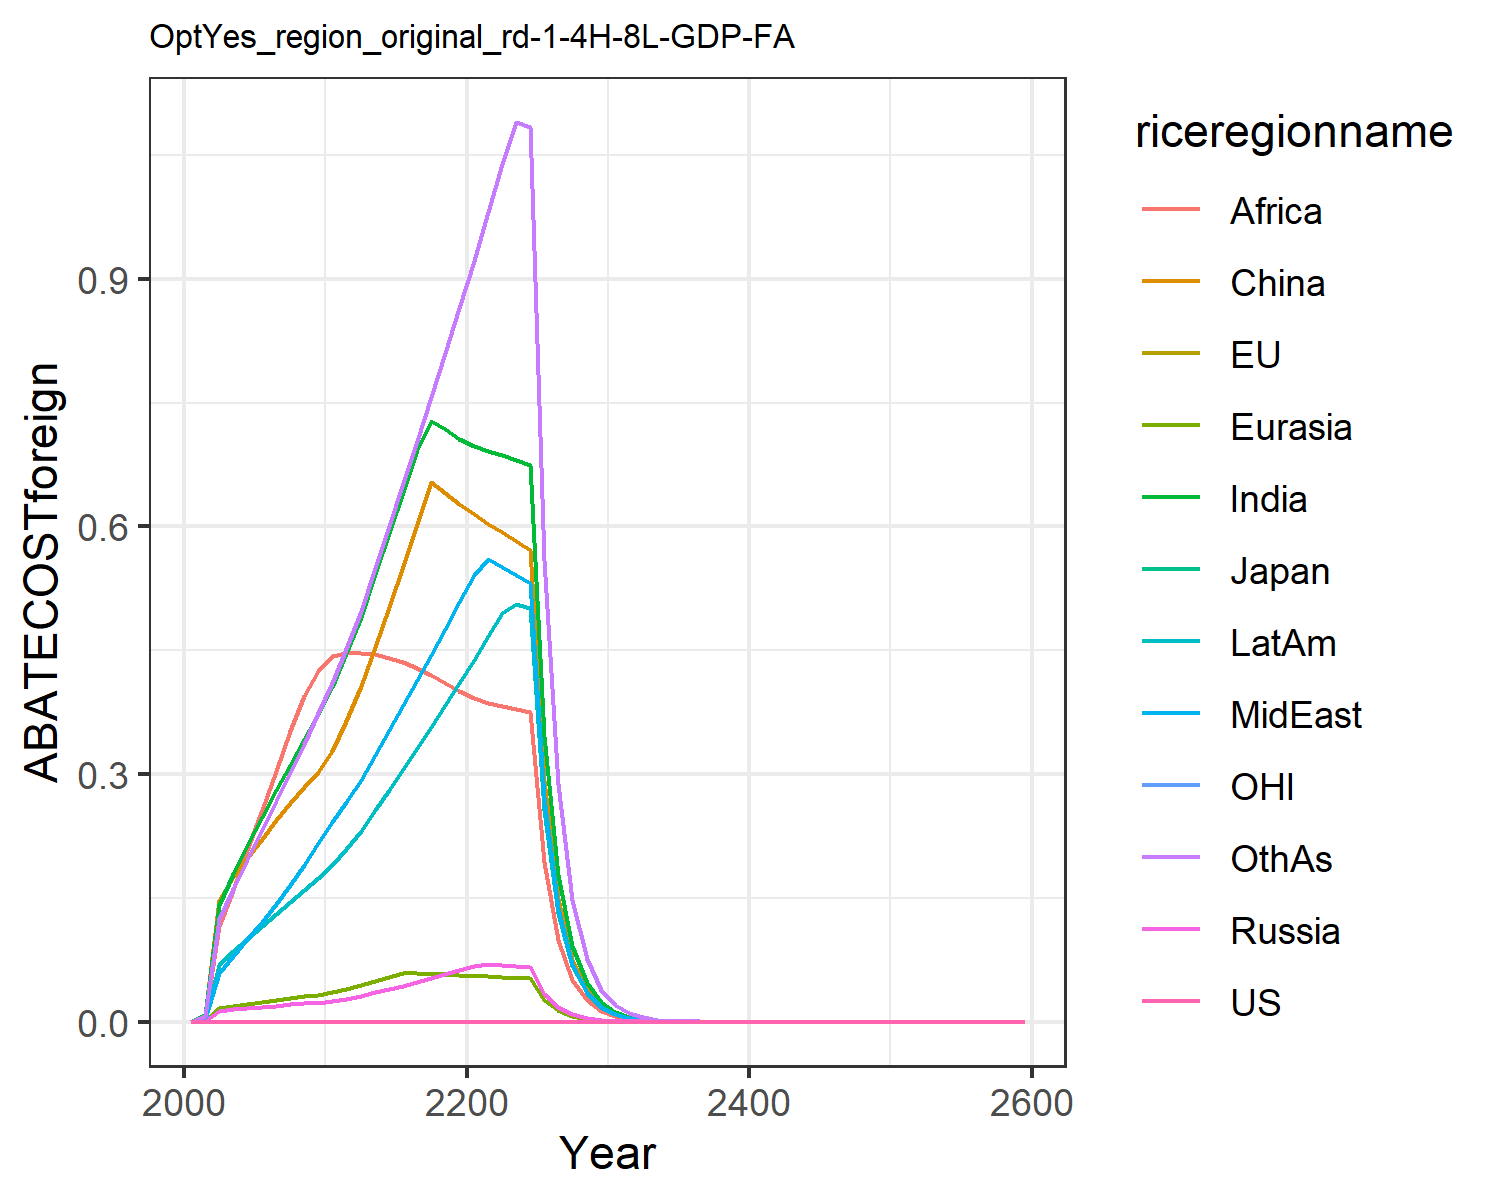 OptYes_region_original_rd-1-4H-8L-GDP-FA
ABATECOSTforeign
0.9
0.6
0.3
0.0
2000
2200
2400
2600
Year
riceregionname
Africa
China
EU
Eurasia
India
Japan
LatAm
MidEast
OHI
OthAs
Russia
US